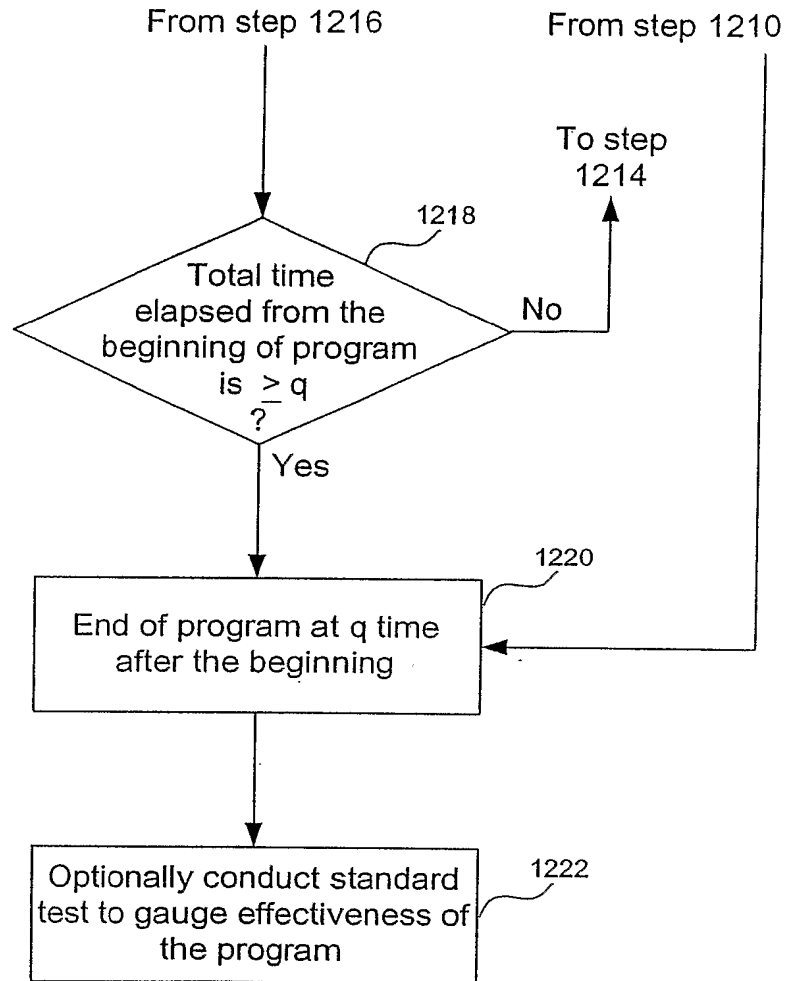 From step 1216
From step 1210
To step
1214
1218
Total time
elapsed from the
beginning of program
is ≥ q
?
No
Yes
1220
End of program at q time
after the beginning
1222
Optionally conduct standard
test to gauge effectiveness of
the program